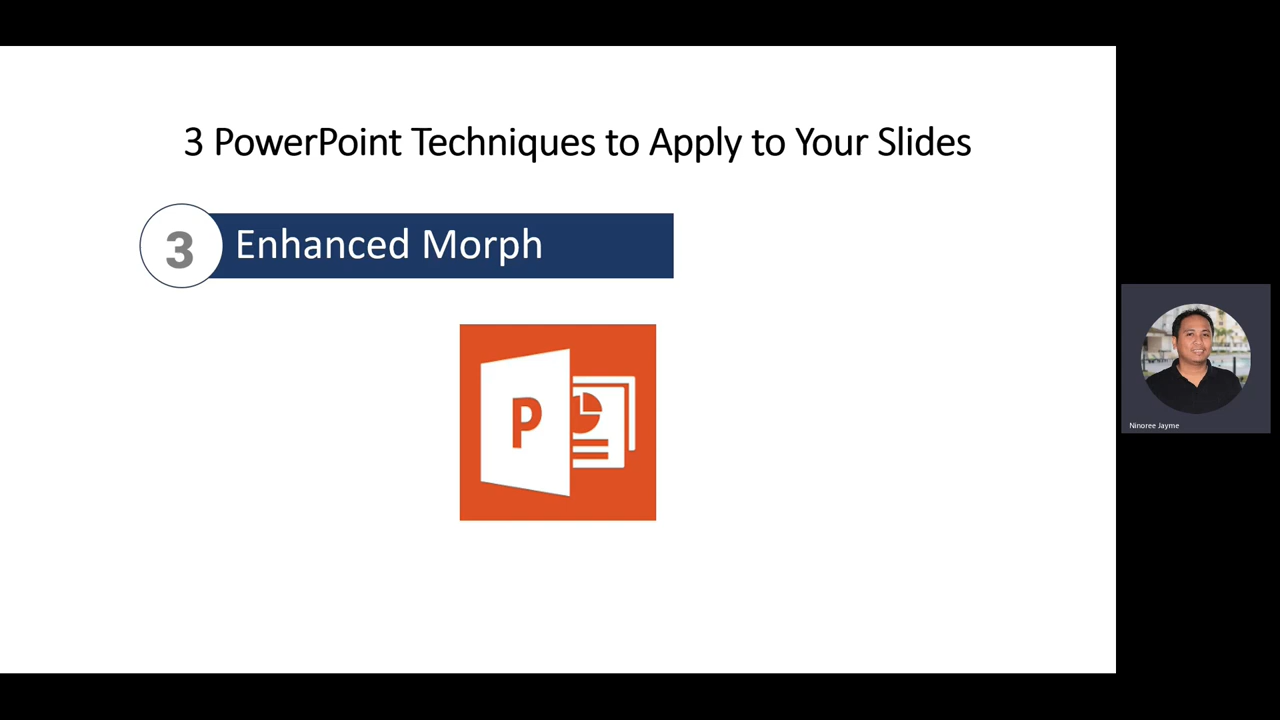 3 PowerPoint Techniques to Apply to Your Slides
3 Enhanced Morph
P
Ninoree Jayme